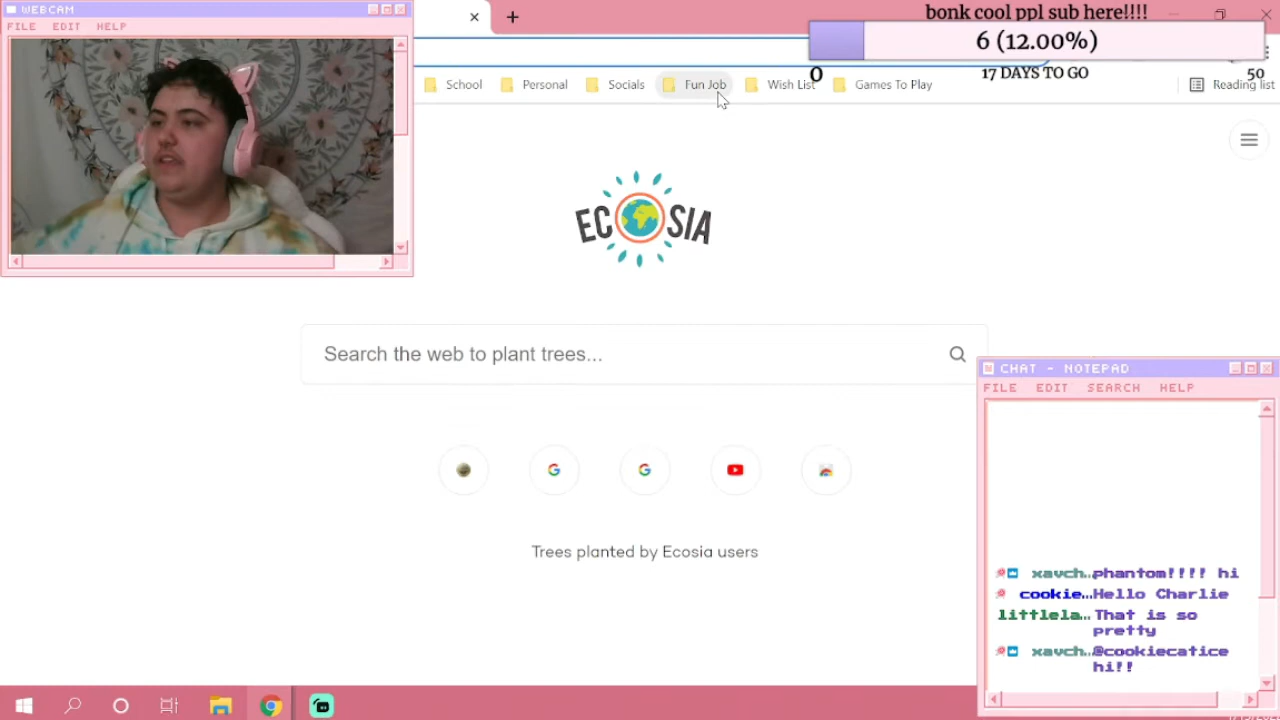 WEBCAM
FILE EDIT HELP
bonk cool ppl sub here!!!!
6 (12.00%)
0
17 DAYS TO GO
50
School
Personal
Socials
Fun Job
Wish List
Games To Play
Reading list
ECOSIA
Search the web to plant trees...
Trees planted by Ecosia users
CHAT - NOTEPAD
FILE EDIT SEARCH HELP
xavch..phantom!!!! hi
cookie...Hello Charlie
littlela...That is so
pretty
xavch..@cookiecatice
hi!!